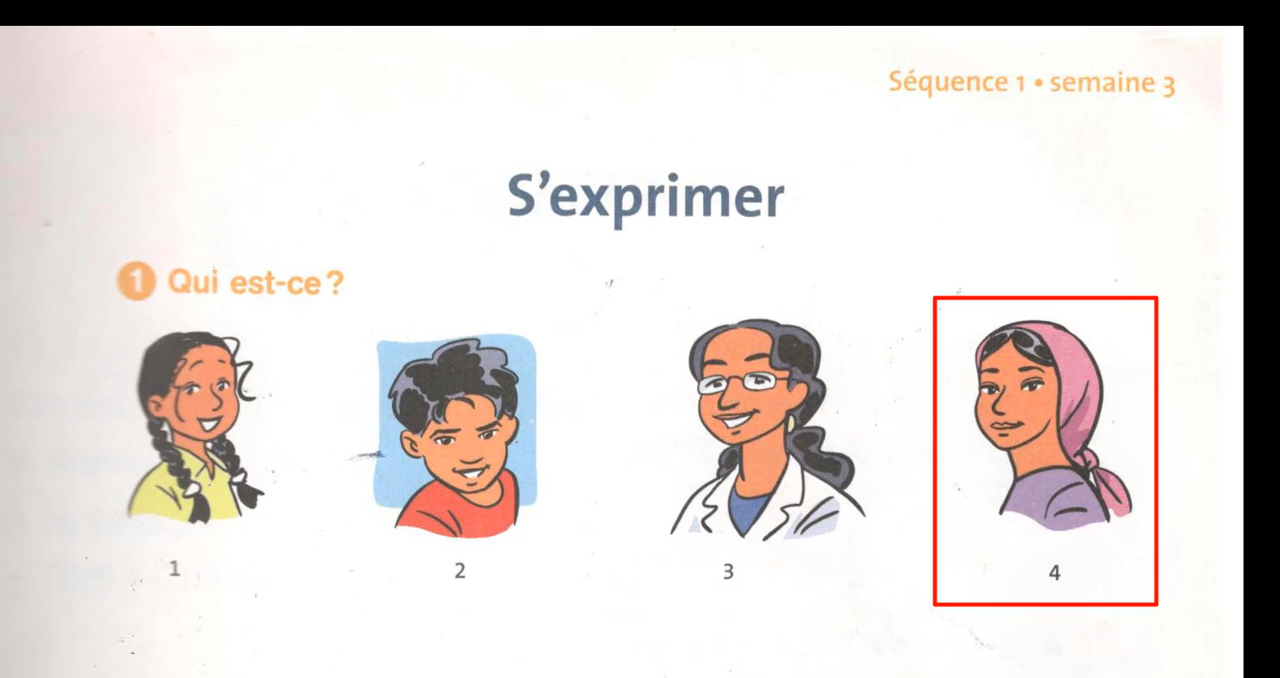 Séquence 1 • semaine 3
S'exprimer
1 Qui est-ce ?
1
2
3
4